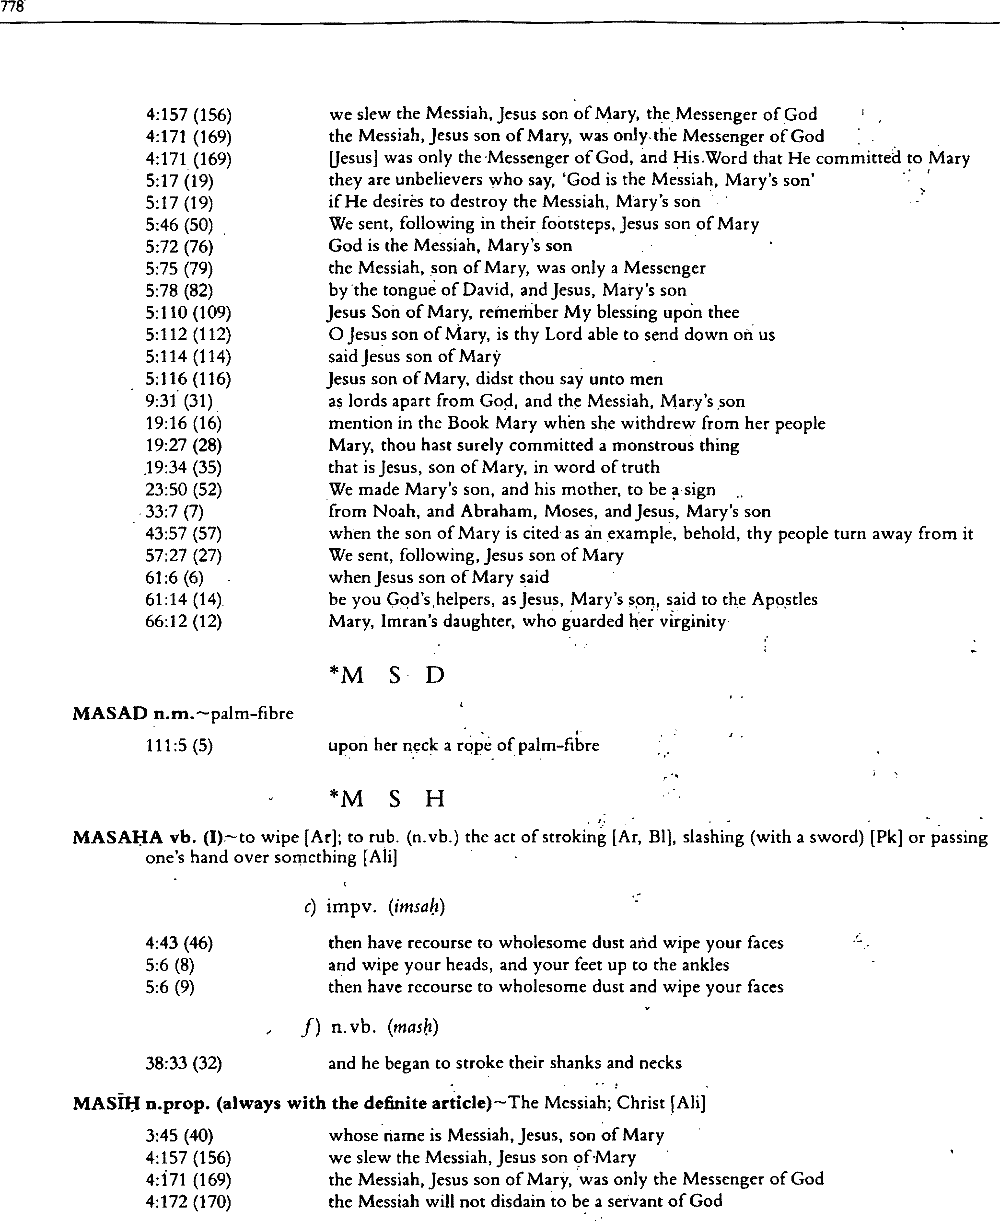 778
4:157 (156) we slew the Messiah, Jesus son of Mary, the Messenger of God
4:171 (169) the Messiah, Jesus son of Mary, was only the Messenger of God
4:171 (169) [Jesus] was only the Messenger of God, and His Word that He committed to Mary
5:17 (19) they are unbelievers who say, 'God is the Messiah, Mary's son'
5:17 (19) if He desires to destroy the Messiah, Mary's son
5:46 (50) We sent, following in their footsteps, Jesus son of Mary
5:72 (76) God is the Messiah, Mary's son
5:75 (79) the Messiah, son of Mary, was only a Messenger
5:78 (82) by the tongue of David, and Jesus, Mary's son
5:110 (109) Jesus Son of Mary, remember My blessing upon thee
5:112 (112) O Jesus son of Mary, is thy Lord able to send down on us
5:114 (114) said Jesus son of Mary
5:116 (116) Jesus son of Mary, didst thou say unto men
9:31 (31) as lords apart from God, and the Messiah, Mary's son
19:16 (16) mention in the Book Mary when she withdrew from her people
19:27 (28) Mary, thou hast surely committed a monstrous thing
19:34 (35) that is Jesus, son of Mary, in word of truth
23:50 (52) We made Mary's son, and his mother, to be a sign
33:7 (7) from Noah, and Abraham, Moses, and Jesus, Mary's son
43:57 (57) when the son of Mary is cited as an example, behold, thy people turn away from it
57:27 (27) We sent, following, Jesus son of Mary
61:6 (6) when Jesus son of Mary said
61:14 (14) be you God's helpers, as Jesus, Mary's son, said to the Apostles
66:12 (12) Mary, Imran's daughter, who guarded her virginity
*M S D
MASAD n.m.~palm-fibre
111:5 (5) upon her neck a rope of palm-fibre
*M S Ḥ
MASAḤA vb. (I)~to wipe [Ar]; to rub. (n.vb.) the act of stroking [Ar, Bl], slashing (with a sword) [Pk] or passing
one's hand over something [Ali]
c) impv. (imsaḥ)
4:43 (46) then have recourse to wholesome dust and wipe your faces
5:6 (8) and wipe your heads, and your feet up to the ankles
5:6 (9) then have recourse to wholesome dust and wipe your faces
f) n.vb. (masḥ)
38:33 (32) and he began to stroke their shanks and necks
MASĪḤ n.prop. (always with the definite article)~The Messiah; Christ [Ali]
3:45 (40) whose name is Messiah, Jesus, son of Mary
4:157 (156) we slew the Messiah, Jesus son of Mary
4:171 (169) the Messiah, Jesus son of Mary, was only the Messenger of God
4:172 (170) the Messiah will not disdain to be a servant of God